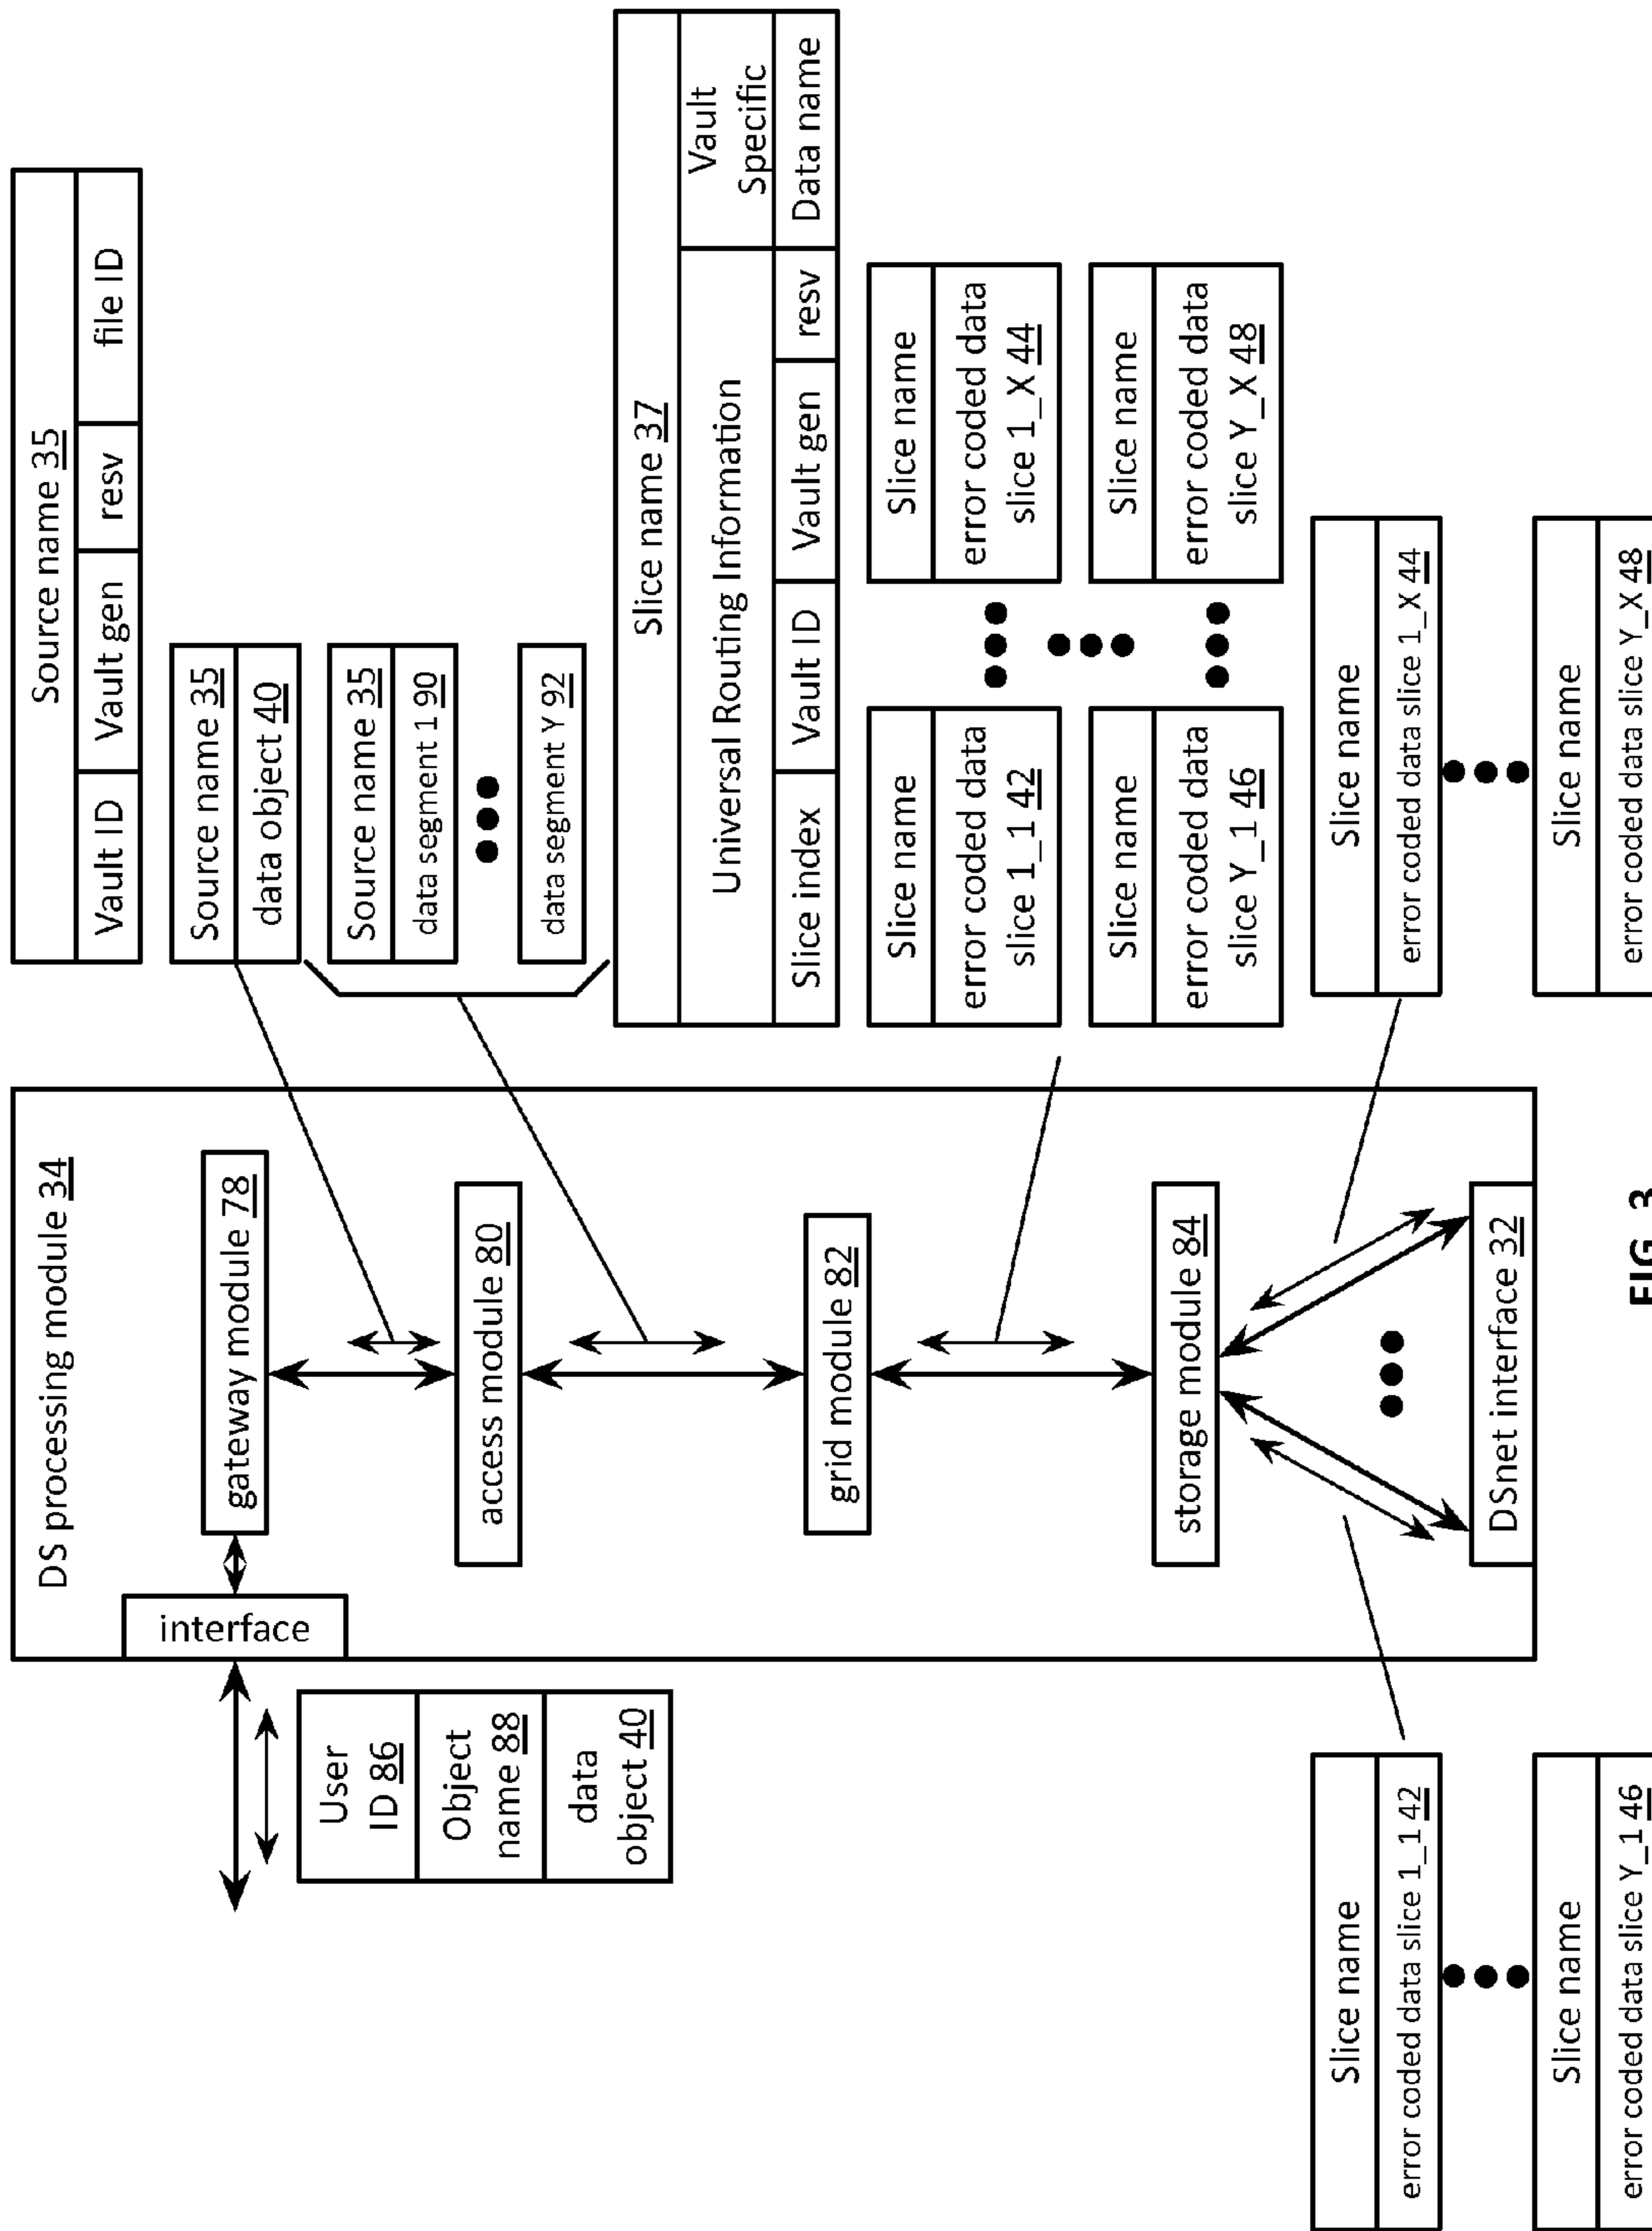 DS processing module 34
interface
gateway module 78
access module 80
grid module 82
storage module 84
DSnet interface 32
User
ID 86
Object
name 88
data
object 40
Source name 35
Vault ID
Vault gen
resv
file ID
Source name 35
data object 40
Source name 35
data segment 1 90
data segment Y 92
Slice name 37
Universal Routing Information
Vault
Specific
Slice index
Vault ID
Vault gen
resv
Data name
Slice name
error coded data
slice 1_1 42
Slice name
error coded data
slice 1_X 44
Slice name
error coded data
slice Y_1 46
Slice name
error coded data
slice Y_X 48
Slice name
error coded data slice 1_1 42
Slice name
error coded data slice Y_1 46
Slice name
error coded data slice 1_X 44
Slice name
error coded data slice Y_X 48
FIG. 3